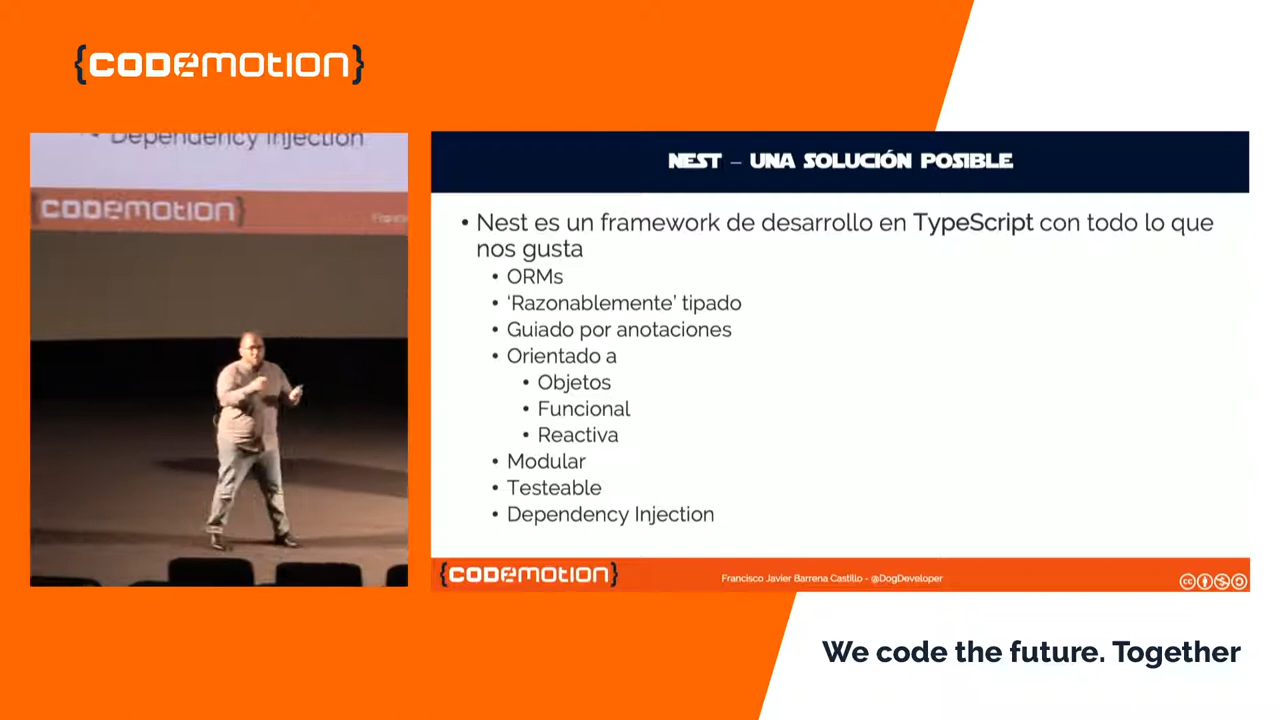 {CODEMOTION}
Dependency Injection
{CODEMOTION}
NEST – UNA SOLUCIÓN POSIBLE
• Nest es un framework de desarrollo en TypeScript con todo lo que
nos gusta
• ORMs
• ‘Razonablemente’ tipado
• Guiado por anotaciones
• Orientado a
• Objetos
• Funcional
• Reactiva
• Modular
• Testeable
• Dependency Injection
{CODEMOTION}
Francisco Javier Barrena Castillo - @DogDeveloper
We code the future. Together